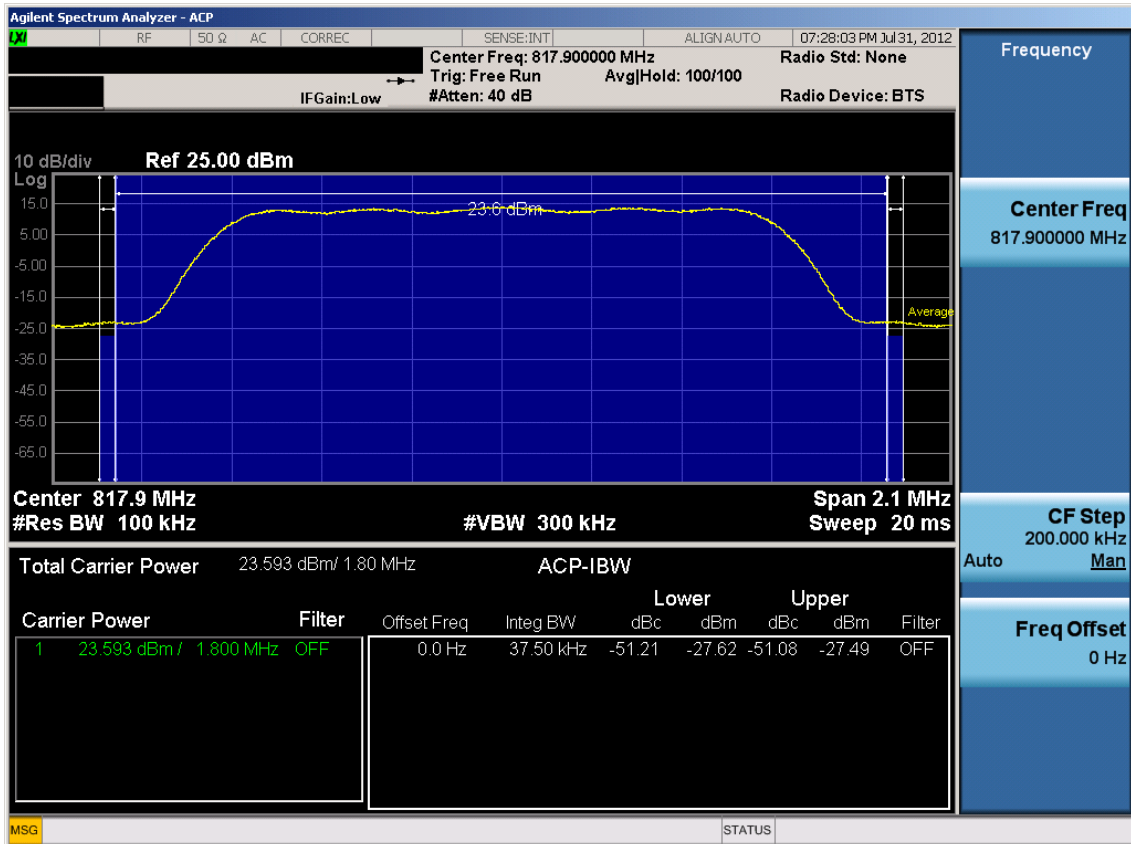 Agilent Spectrum Analyzer - ACP
LXI RF 50 Ω AC CORREC SENSE:INT ALIGN AUTO 07:28:03 PM Jul 31, 2012
Center Freq: 817.900000 MHz Radio Std: None
Trig: Free Run Avg|Hold: 100/100
IFGain:Low #Atten: 40 dB Radio Device: BTS
10 dB/div Ref 25.00 dBm
Log
15.0
5.00
-5.00
-15.0
-25.0
-35.0
-45.0
-55.0
-65.0
23.6 dBm
Average
Center 817.9 MHz Span 2.1 MHz
#Res BW 100 kHz #VBW 300 kHz Sweep 20 ms
Total Carrier Power 23.593 dBm/ 1.80 MHz ACP-IBW
Lower Upper
Carrier Power Filter Offset Freq Integ BW dBc dBm dBc dBm Filter
1 23.593 dBm / 1.800 MHz OFF 0.0 Hz 37.50 kHz -51.21 -27.62 -51.08 -27.49 OFF
Frequency
Center Freq
817.900000 MHz
CF Step
200.000 kHz
Auto Man
Freq Offset
0 Hz
MSG STATUS